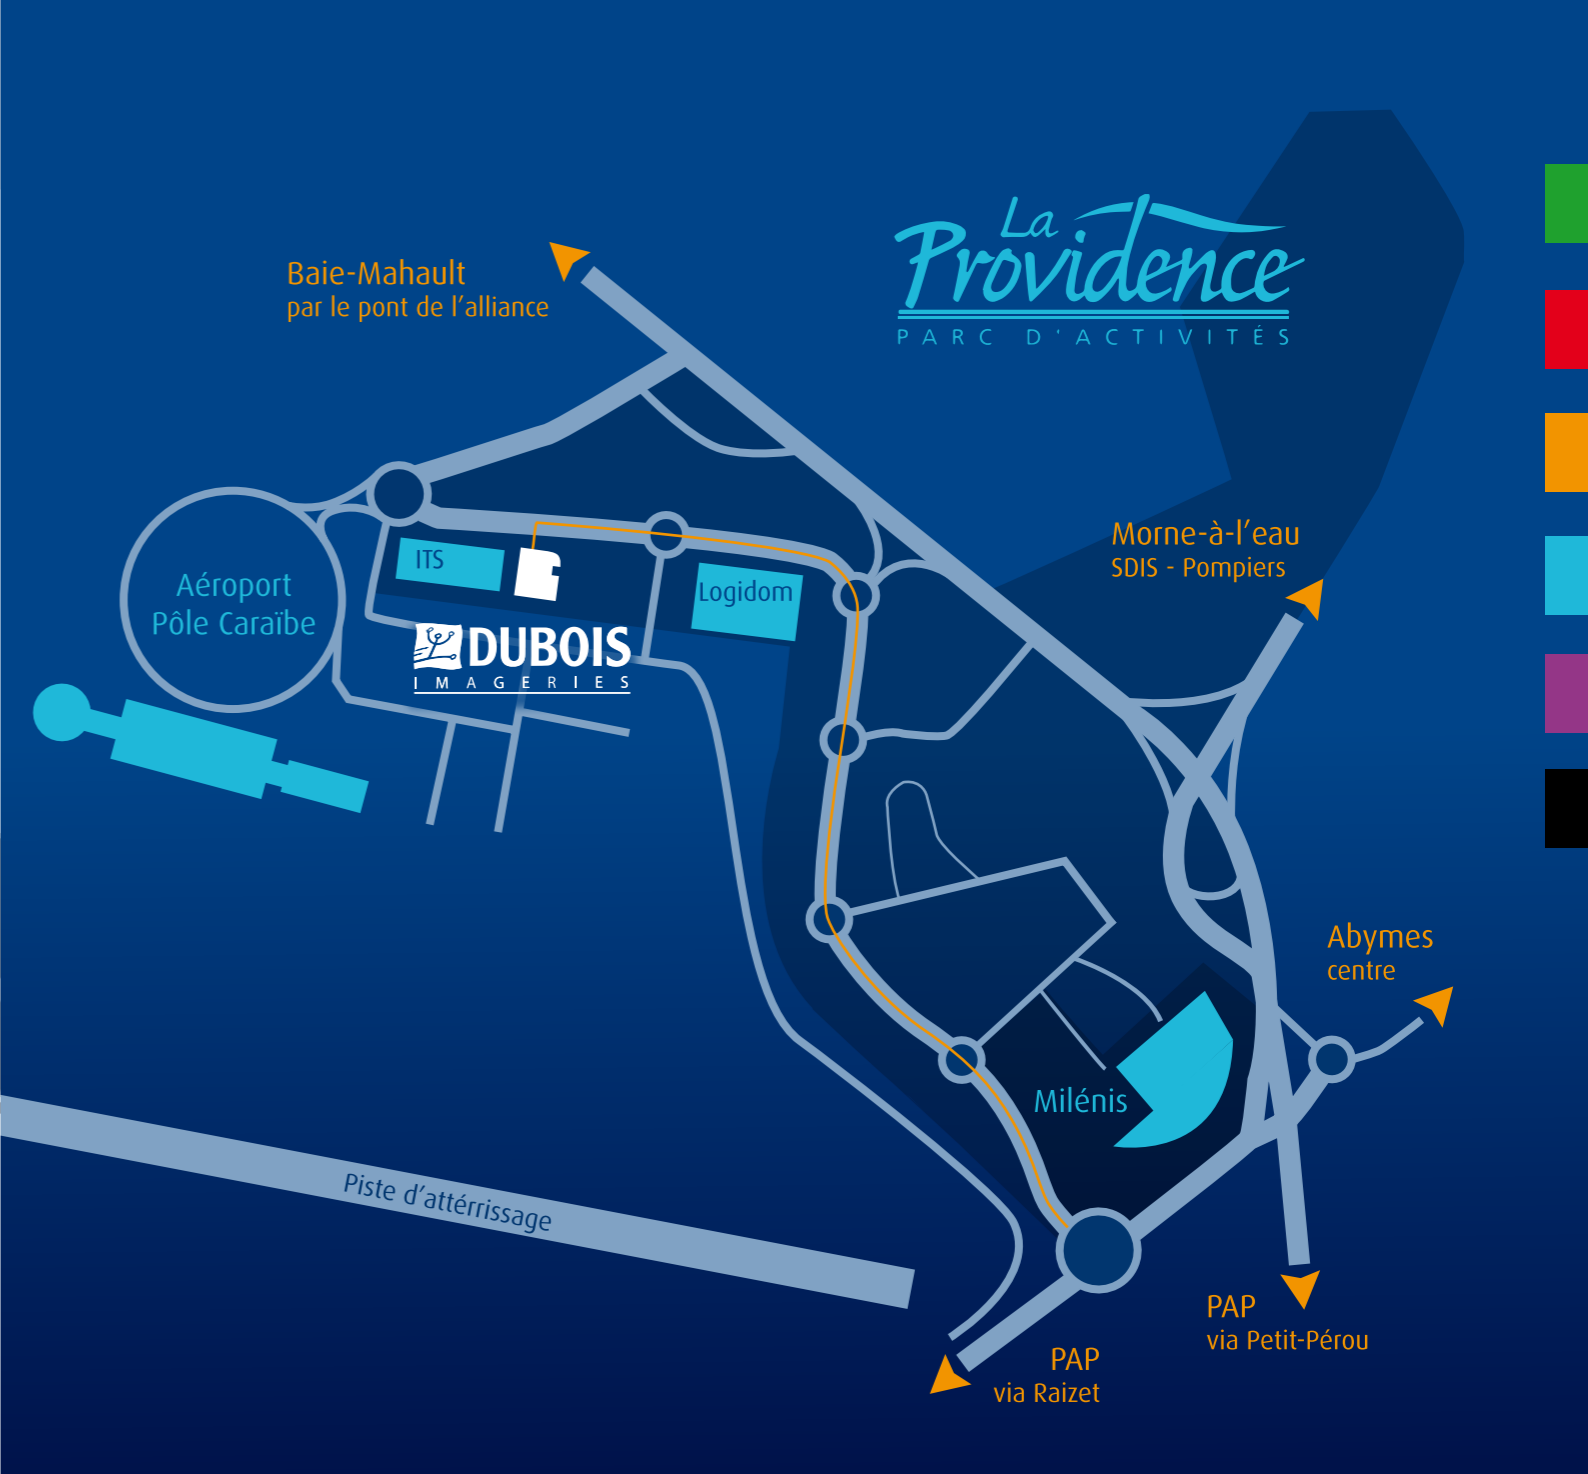 La
Providence
PARC D'ACTIVITÉS
Baie-Mahault
par le pont de l'alliance
Morne-à-l'eau
SDIS - Pompiers
ITS
Logidom
Aéroport
Pôle Caraïbe
DUBOIS
IMAGERIES
Abymes
centre
Milénis
Piste d'attérrissage
PAP
via Petit-Pérou
PAP
via Raizet